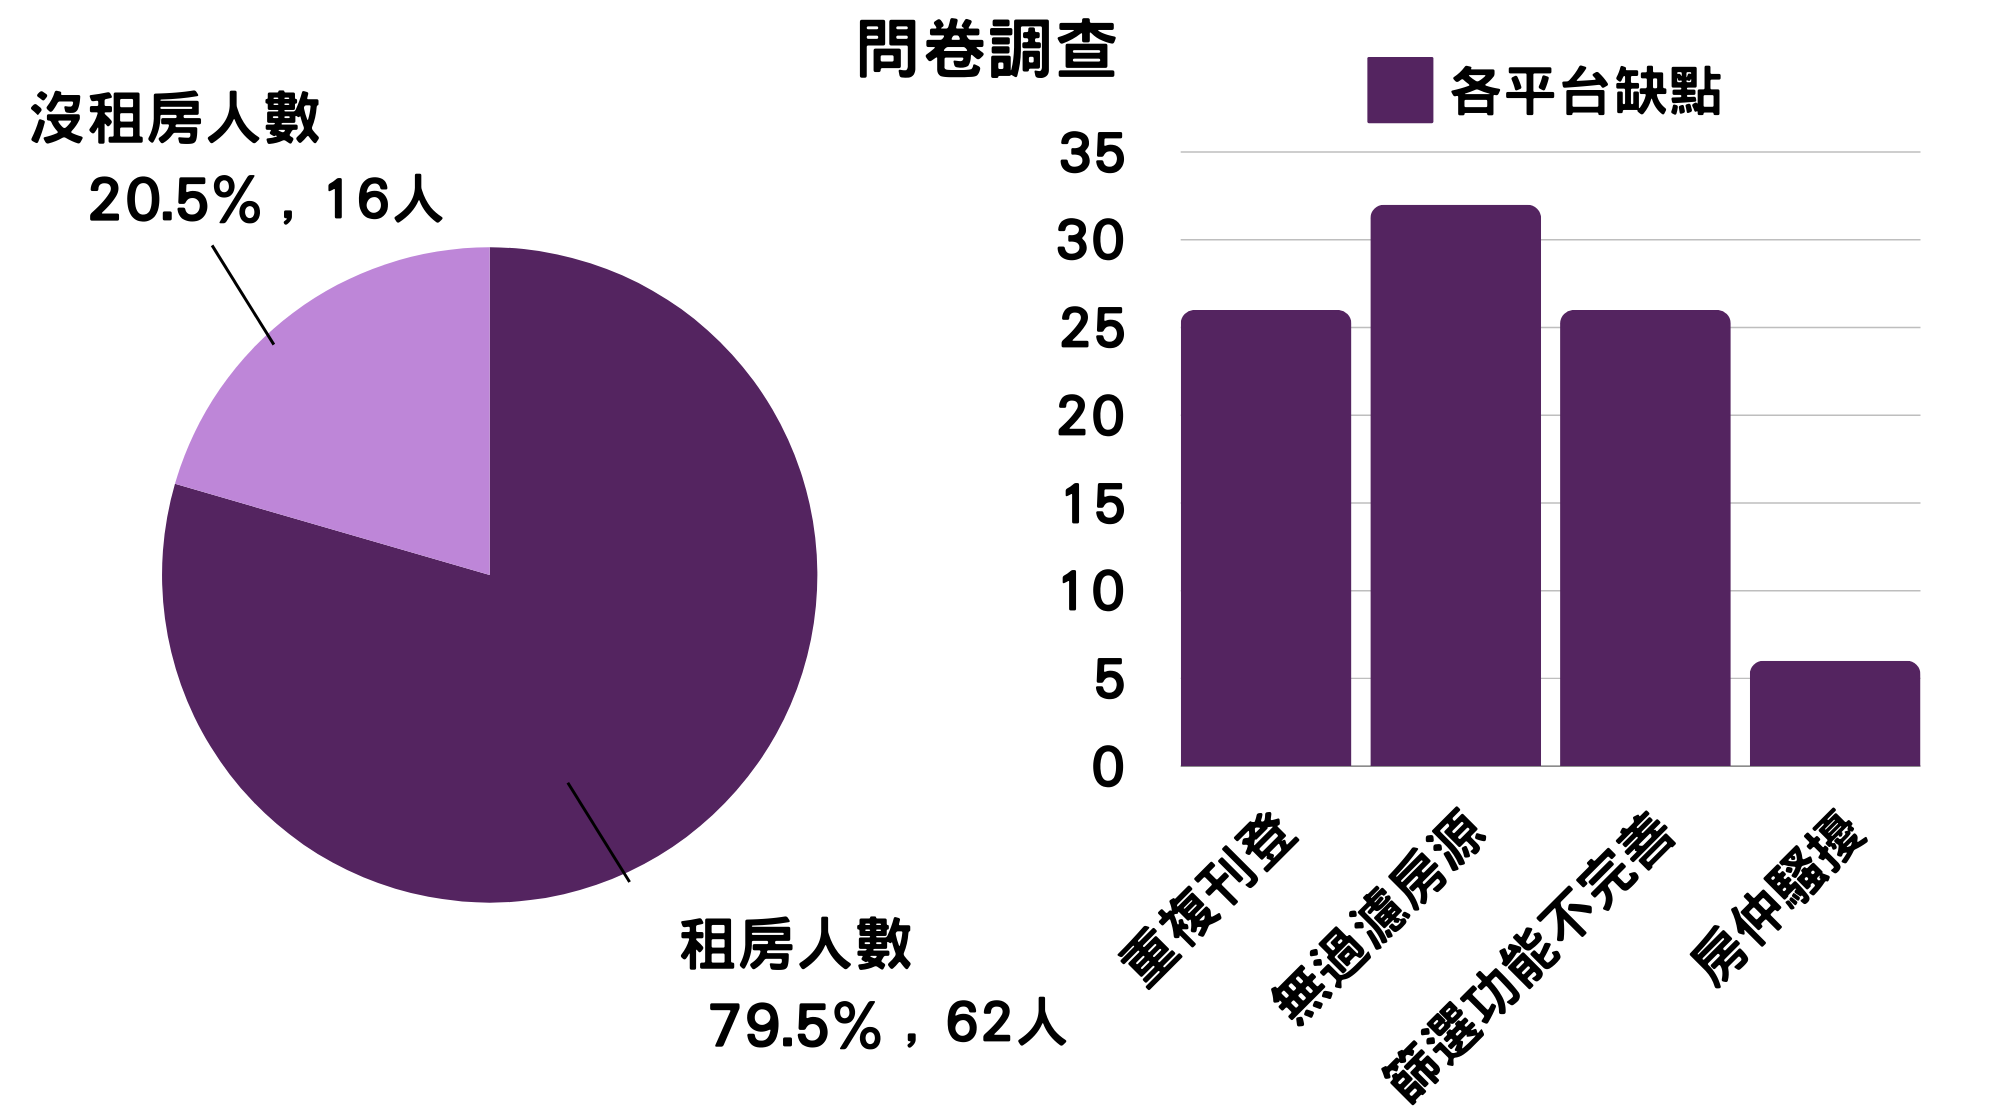 問卷調查
沒租房人數
20.5%，16人
租房人數
79.5%，62人
各平台缺點
35
30
25
20
15
10
5
0
重複刊登
無過濾房源
篩選功能不完善
房仲騷擾